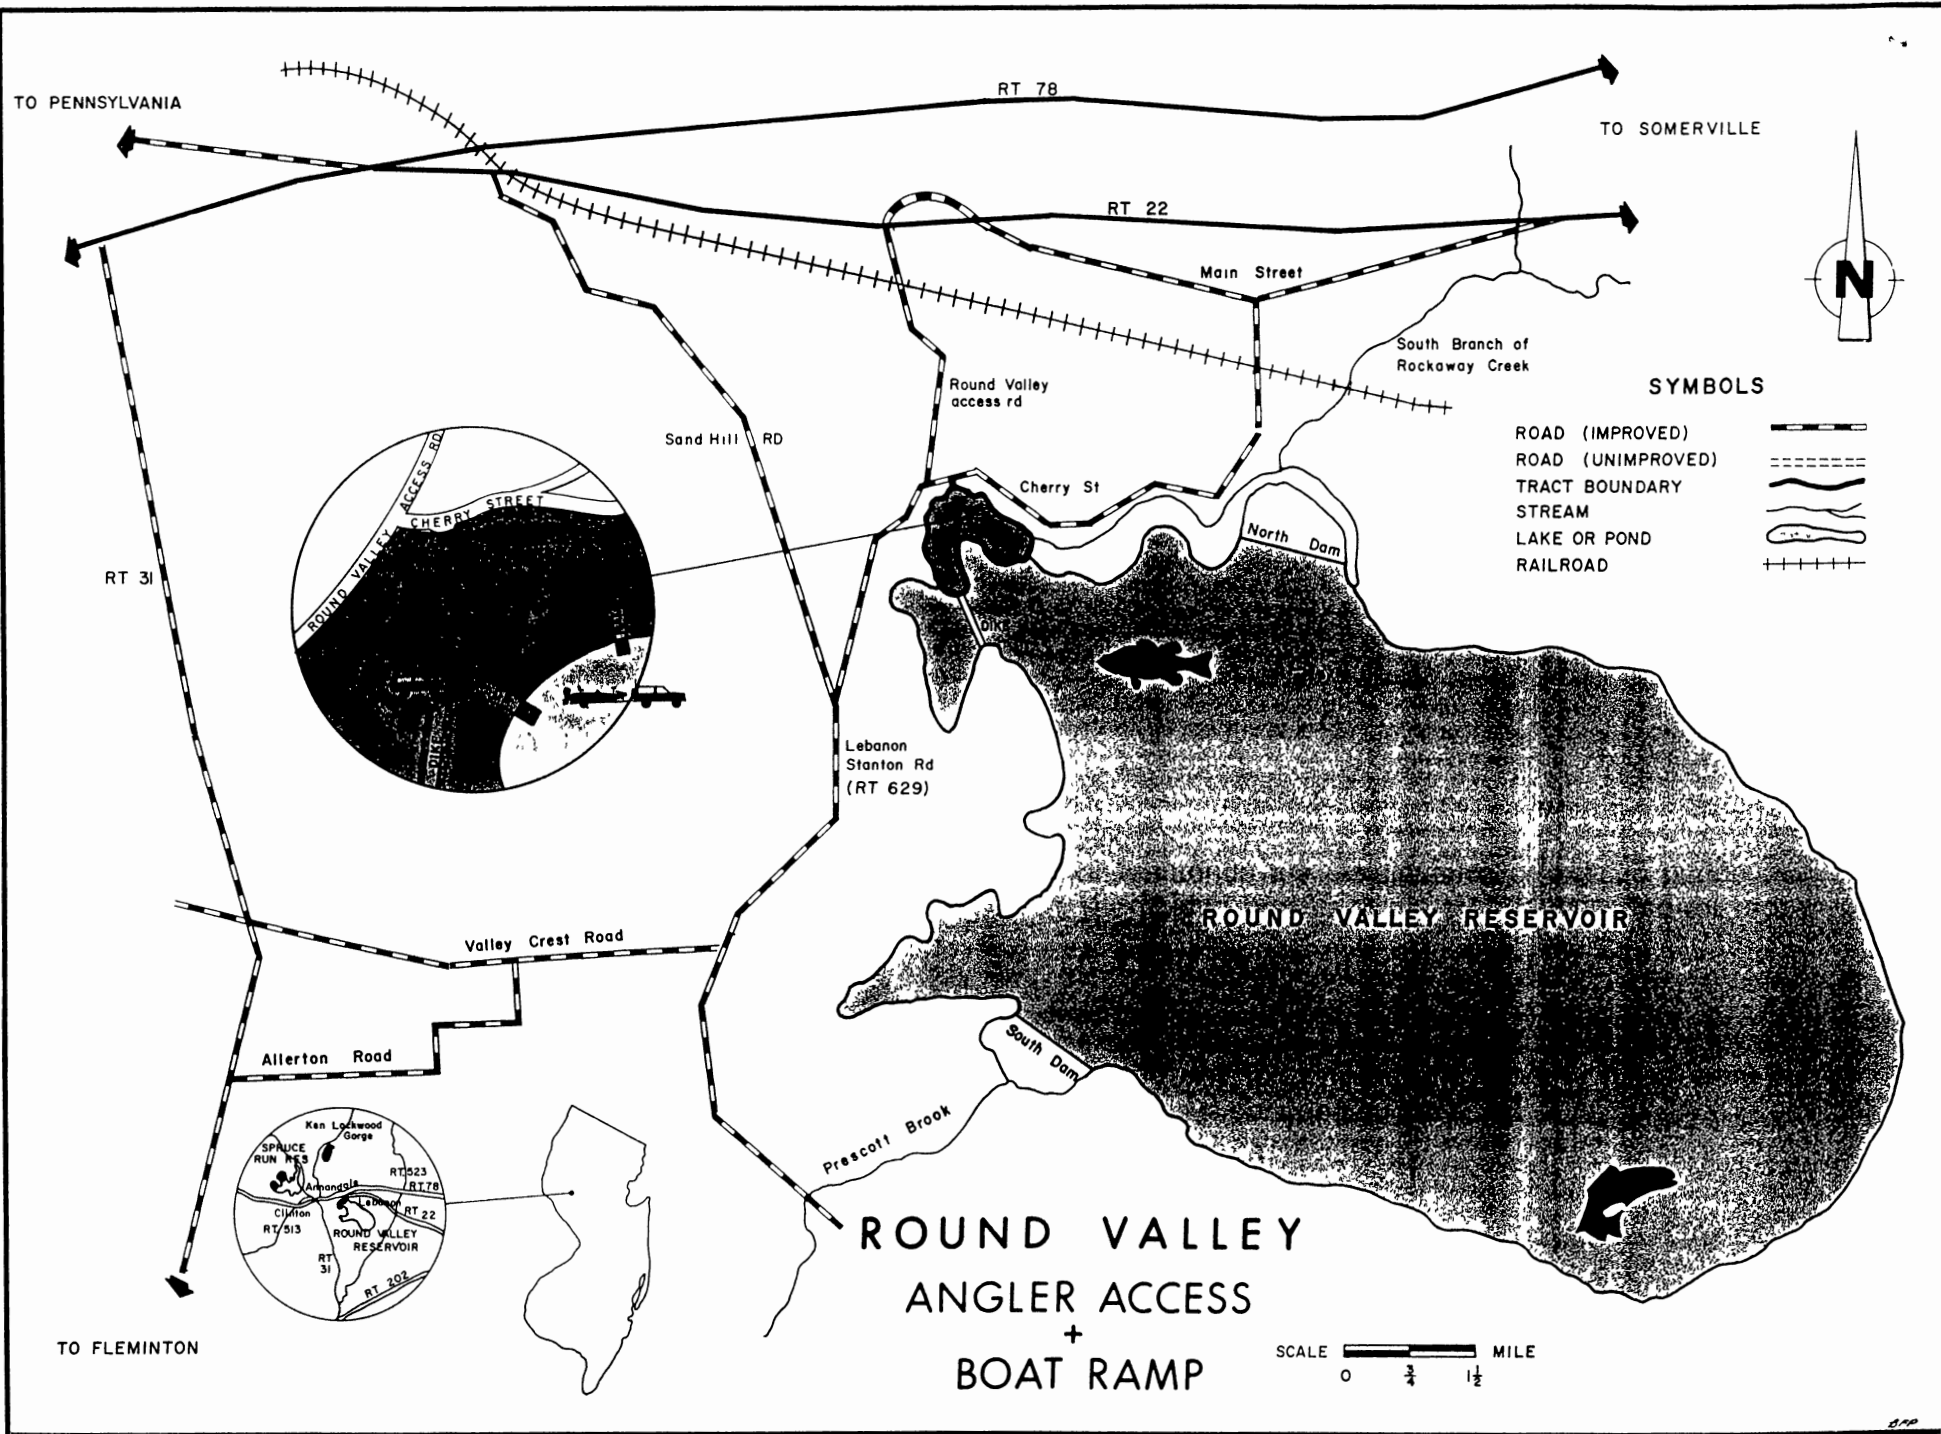 RT 78
TO PENNSYLVANIA
TO SOMERVILLE
RT 22
Main Street
N
South Branch of
Rockaway Creek
SYMBOLS
ROAD (IMPROVED)
ROAD (UNIMPROVED)
TRACT BOUNDARY
STREAM
LAKE OR POND
RAILROAD
Round Valley
access rd
Sand Hill RD
Cherry St
ROUND VALLEY ACCESS RD
CHERRY STREET
DIKE
North Dam
DIKE
RT 31
Lebanon
Stanton Rd
(RT 629)
ROUND VALLEY RESERVOIR
Valley Crest Road
Allerton Road
South Dam
Prescott Brook
Ken Lockwood
Gorge
SPRUCE
RUN RES
RT 523
Annandale
RT 78
Clinton
Lebanon
RT 22
RT 513
ROUND VALLEY
RESERVOIR
RT
31
RT 202
ROUND VALLEY
ANGLER ACCESS
+
BOAT RAMP
TO FLEMINTON
SCALE MILE
0 3/4 1 1/2
BFP